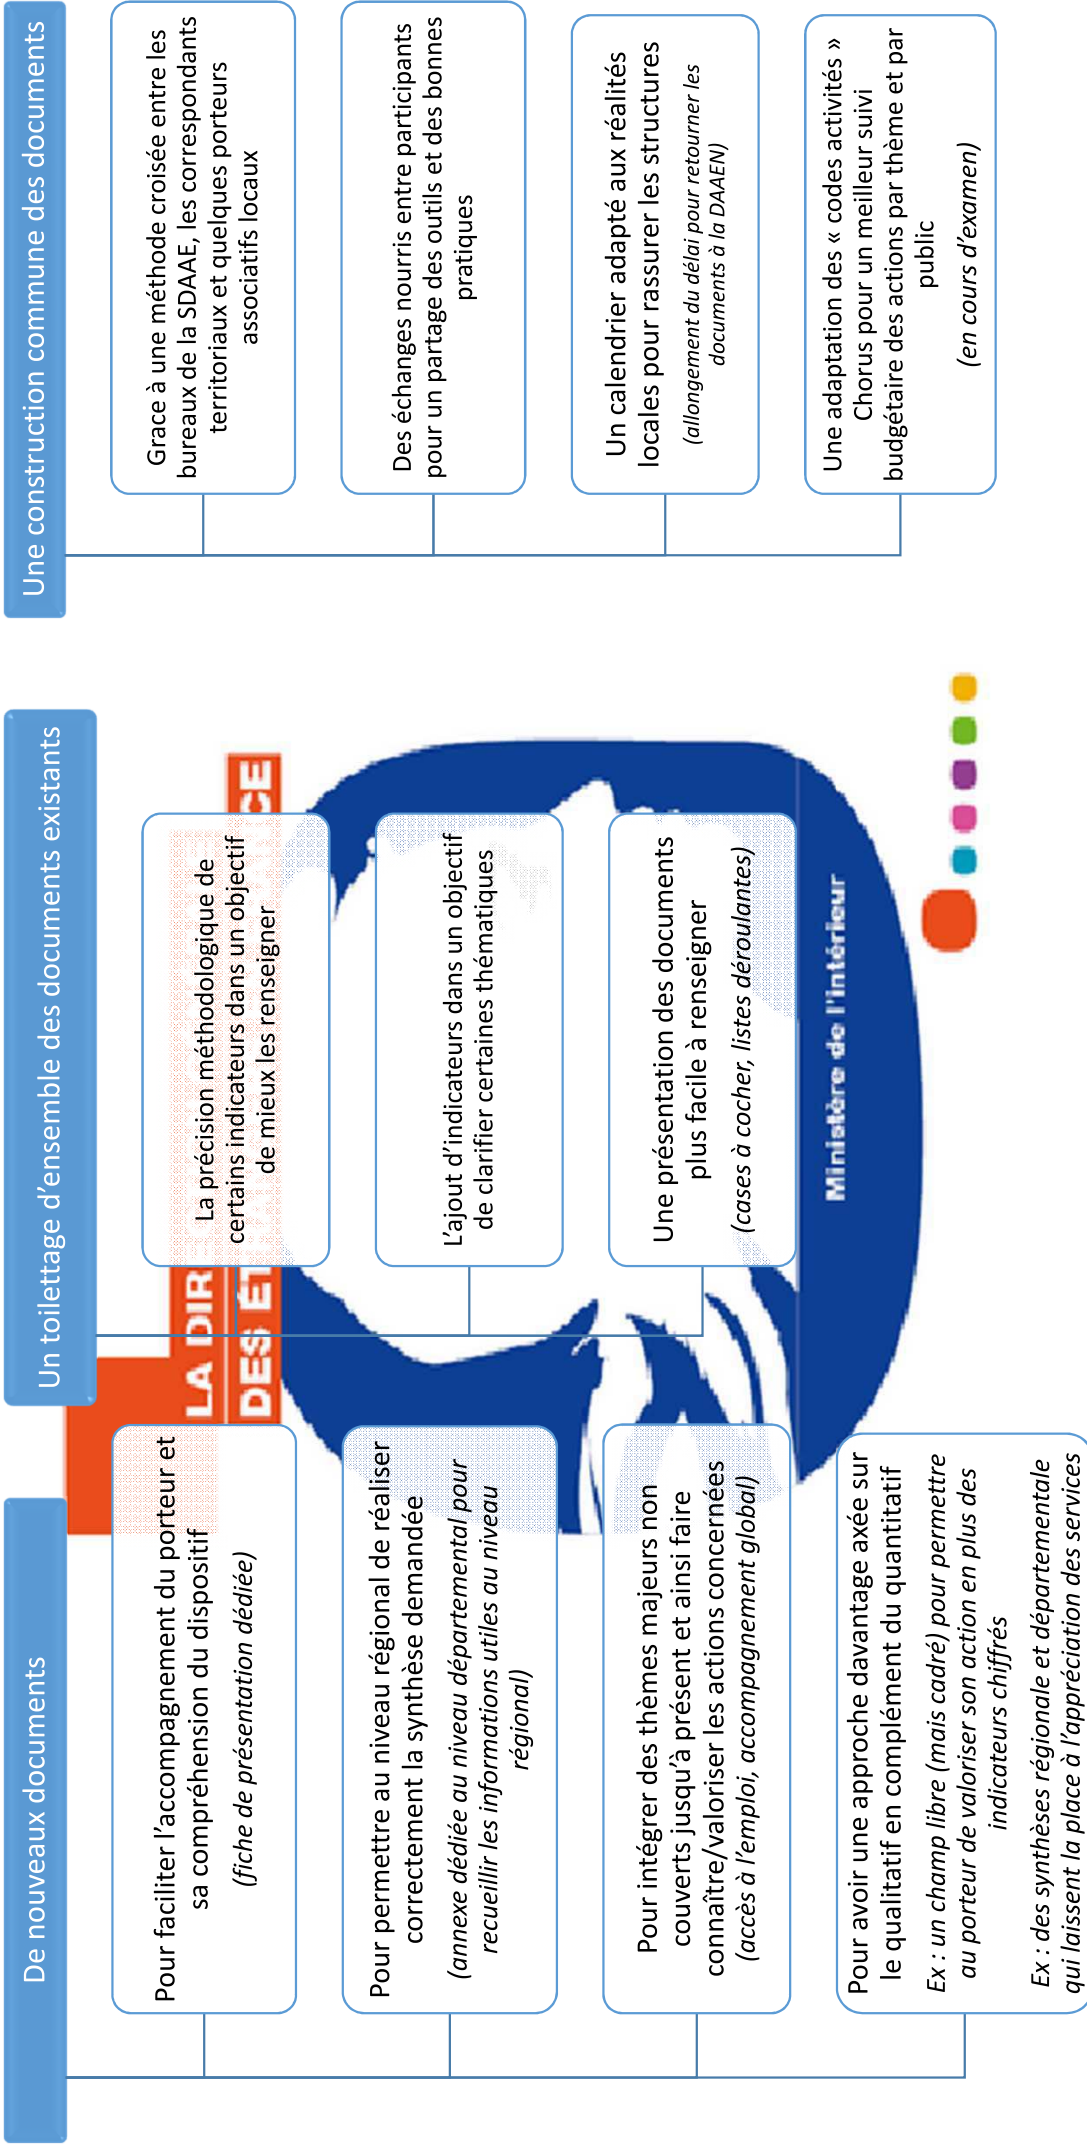 De nouveaux documents
Pour faciliter l’accompagnement du porteur et
sa compréhension du dispositif
(fiche de présentation dédiée)
Pour permettre au niveau régional de réaliser
correctement la synthèse demandée
(annexe dédiée au niveau départemental pour
recueillir les informations utiles au niveau
régional)
Pour intégrer des thèmes majeurs non
couverts jusqu’à présent et ainsi faire
connaître/valoriser les actions concernées
(accès à l’emploi, accompagnement global)
Pour avoir une approche davantage axée sur
le qualitatif en complément du quantitatif
Ex : un champ libre (mais cadré) pour permettre
au porteur de valoriser son action en plus des
indicateurs chiffrés
Ex : des synthèses régionale et départementale
qui laissent la place à l’appréciation des services
Un toilettage d’ensemble des documents existants
La précision méthodologique de
certains indicateurs dans un objectif
de mieux les renseigner
L’ajout d’indicateurs dans un objectif
de clarifier certaines thématiques
Une présentation des documents
plus facile à renseigner
(cases à cocher, listes déroulantes)
LA DIR
DES ÉT CE
Ministère de l'intérieur
Une construction commune des documents
Grace à une méthode croisée entre les
bureaux de la SDAAE, les correspondants
territoriaux et quelques porteurs
associatifs locaux
Des échanges nourris entre participants
pour un partage des outils et des bonnes
pratiques
Un calendrier adapté aux réalités
locales pour rassurer les structures
(allongement du délai pour retourner les
documents à la DAAEN)
Une adaptation des « codes activités »
Chorus pour un meilleur suivi
budgétaire des actions par thème et par
public
(en cours d’examen)